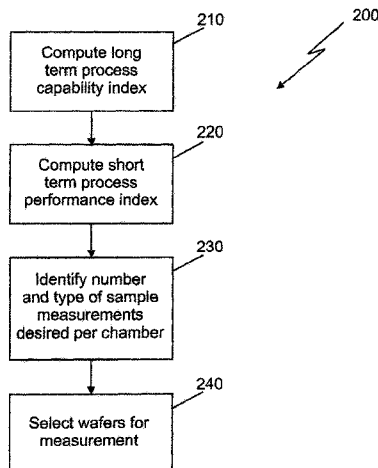 210
200
Compute long
term process
capability index
220
Compute short
term process
performance index
230
Identify number
and type of sample
measurements
desired per chamber
240
Select wafers for
measurement